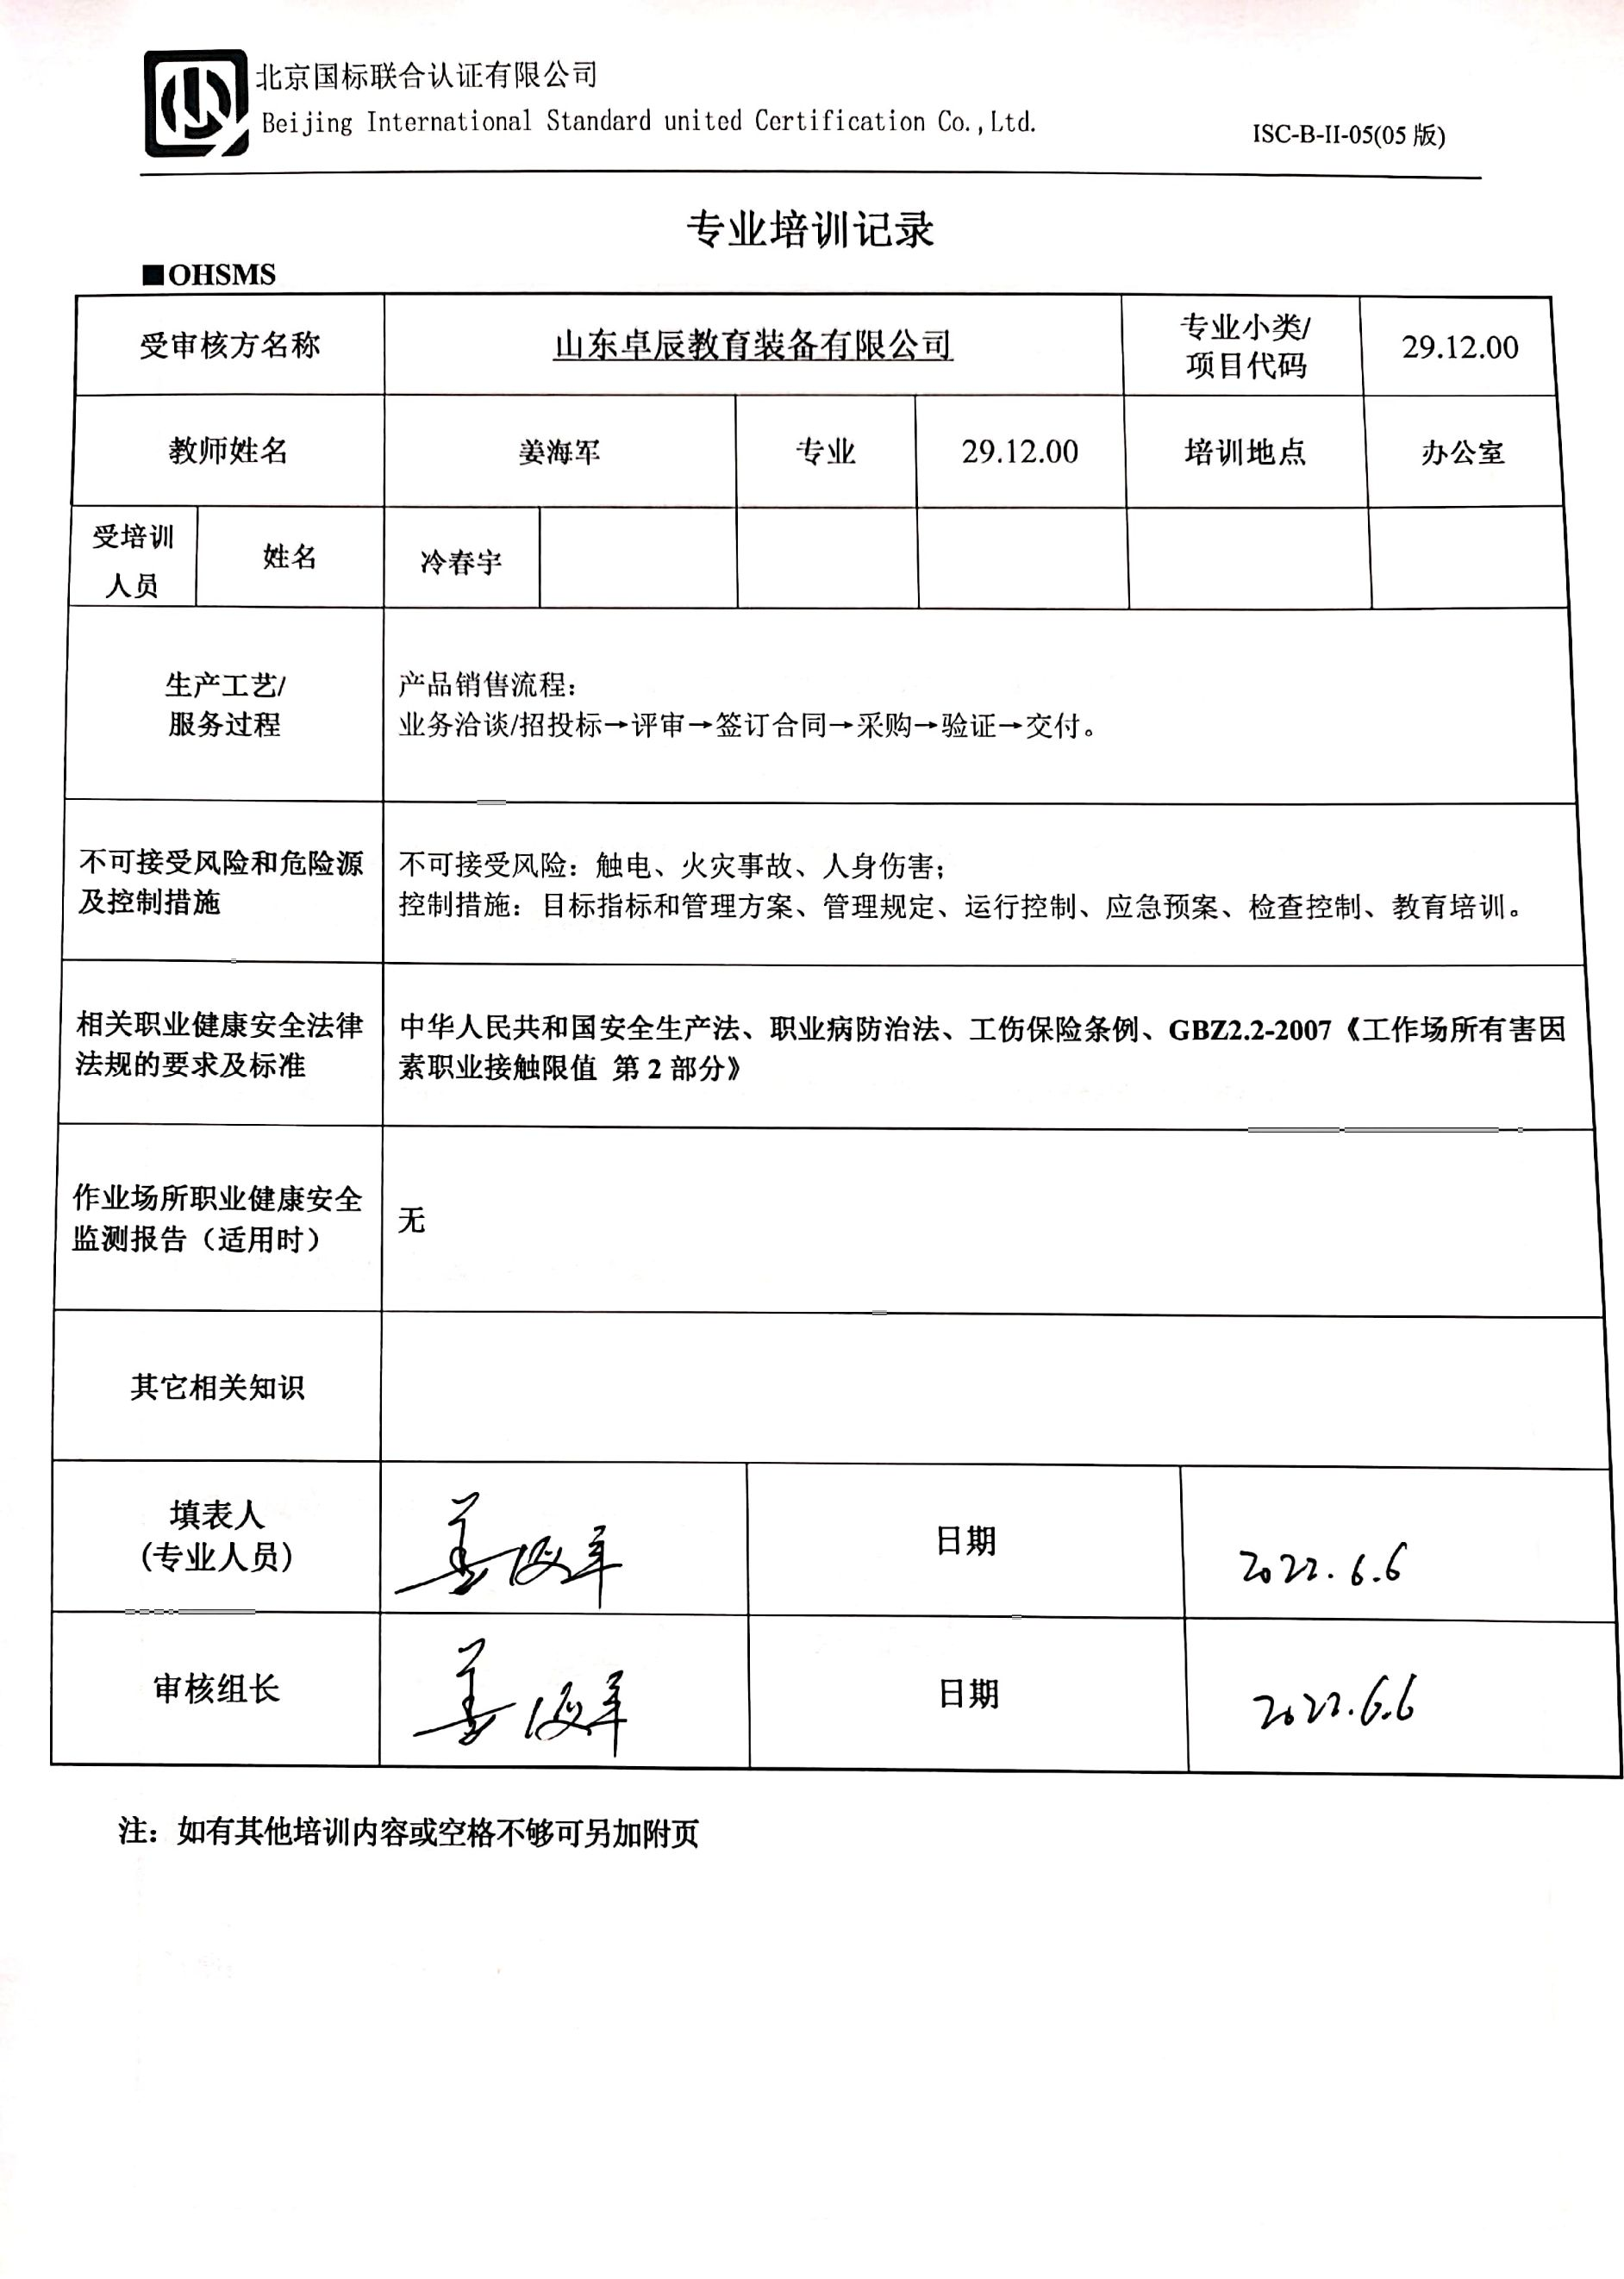 北京国标联合认证有限公司
Beijing International Standard united Certification Co.,Ltd.
ISC-B-II-05(05 版)
专业培训记录
■OHSMS
受审核方名称
山东卓辰教育装备有限公司
专业小类/
项目代码
29.12.00
教师姓名
姜海军
专业
29.12.00
培训地点
办公室
受培训
人员
姓名
冷春宇
生产工艺/
服务过程
产品销售流程：
业务洽谈/招投标→评审→签订合同→采购→验证→交付。
不可接受风险和危险源
及控制措施
不可接受风险：触电、火灾事故、人身伤害；
控制措施：目标指标和管理方案、管理规定、运行控制、应急预案、检查控制、教育培训。
相关职业健康安全法律
法规的要求及标准
中华人民共和国安全生产法、职业病防治法、工伤保险条例、GBZ2.2-2007《工作场所有害因
素职业接触限值 第 2 部分》
作业场所职业健康安全
监测报告（适用时）
无
其它相关知识
填表人
(专业人员)
姜海军
日期
2022.6.6
审核组长
姜海军
日期
2022.6.6
注：如有其他培训内容或空格不够可另加附页